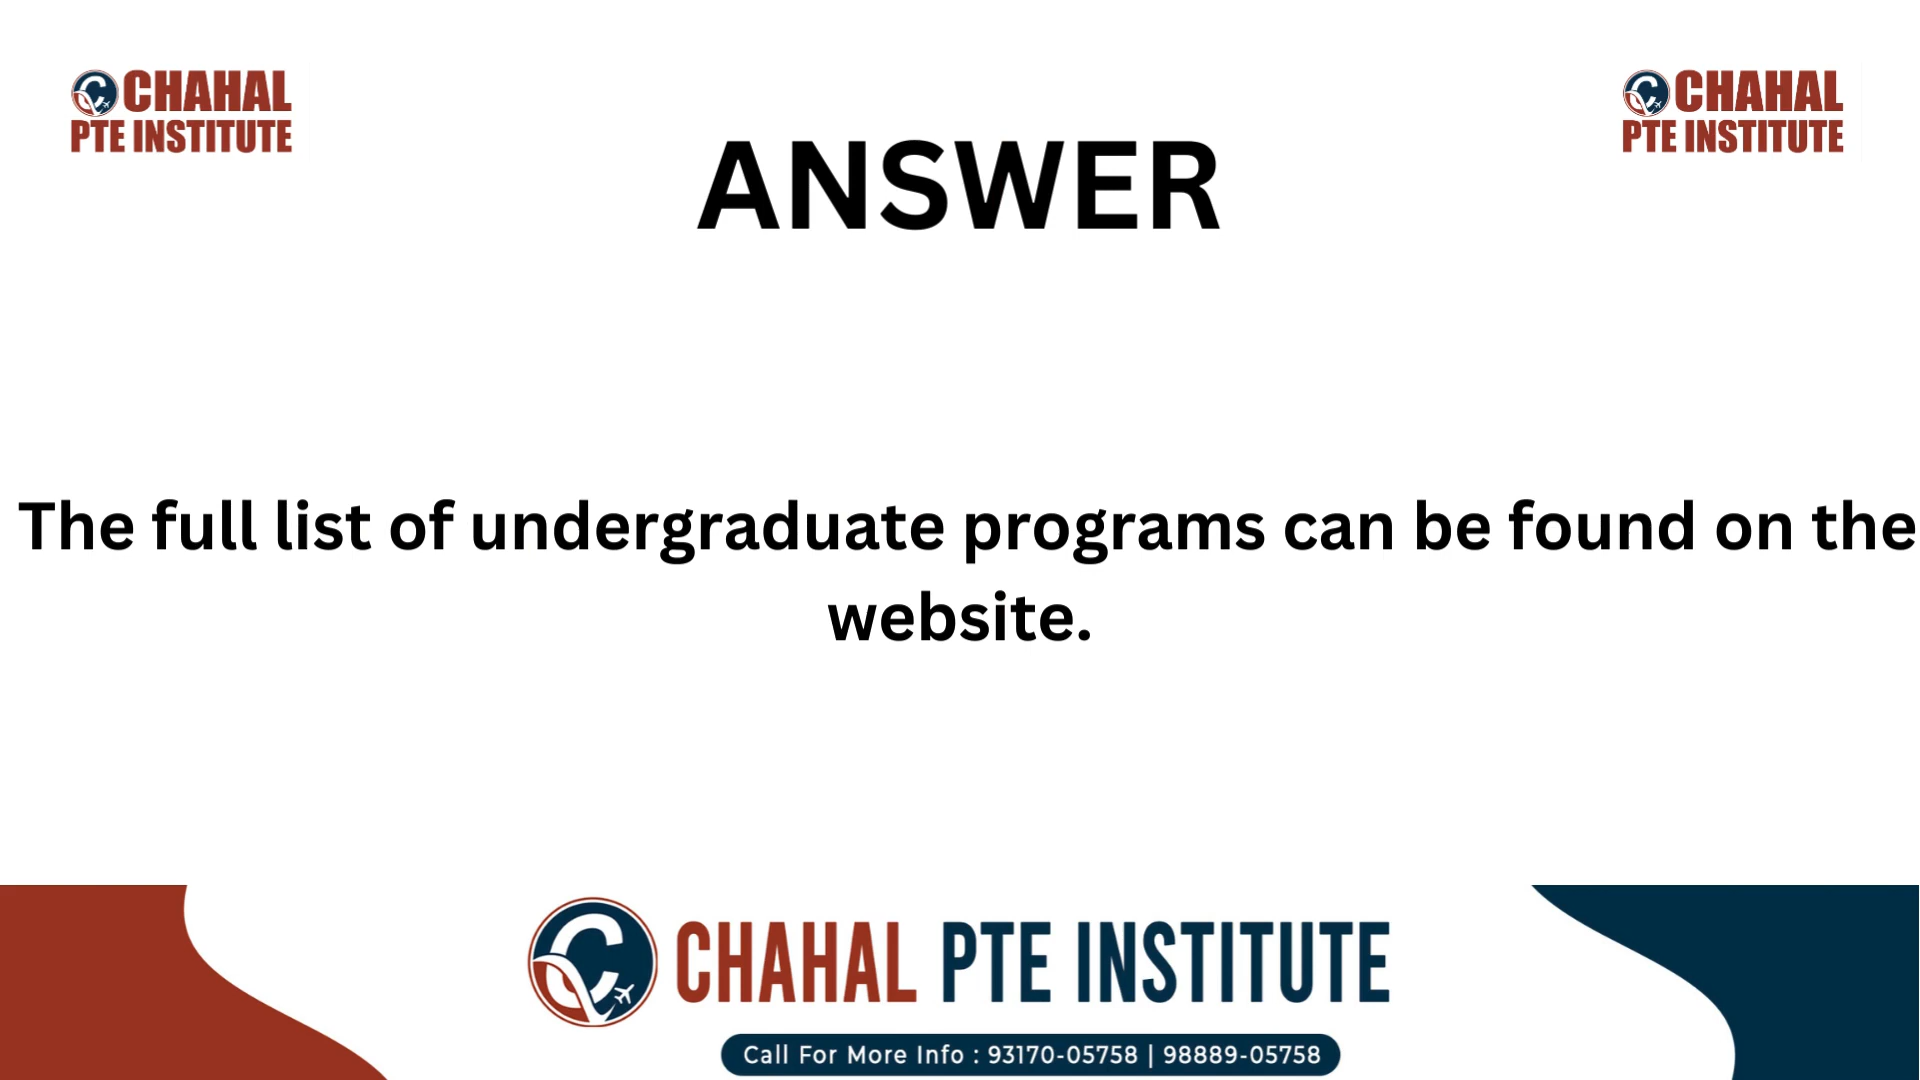 CHAHAL
PTE INSTITUTE
CHAHAL
PTE INSTITUTE
ANSWER
The full list of undergraduate programs can be found on the
website.
CHAHAL PTE INSTITUTE
Call For More Info : 93170-05758 | 98889-05758